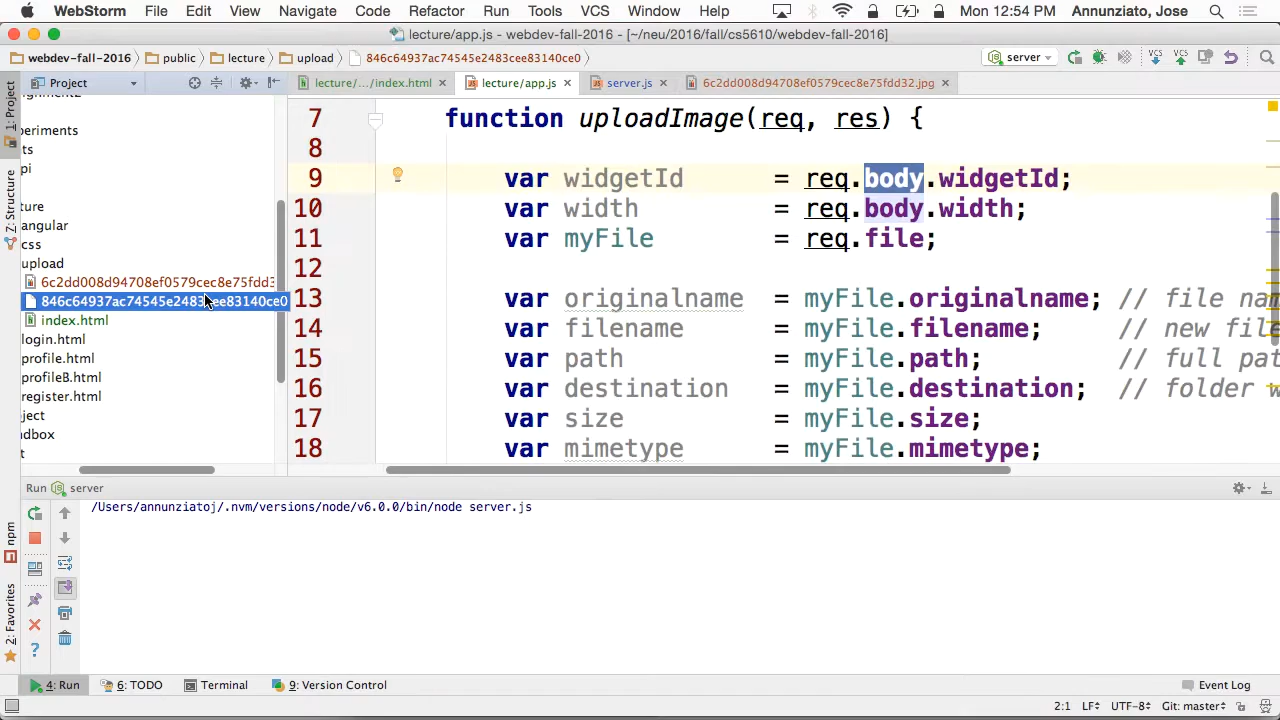 WebStorm File Edit View Navigate Code Refactor Run Tools VCS Window Help Mon 12:54 PM Annunziato, Jose
lecture/app.js - webdev-fall-2016 - [~/neu/2016/fall/cs5610/webdev-fall-2016]
webdev-fall-2016 public lecture upload 846c64937ac74545e2483cee83140ce0 server VCS VCS
Project lecture/.../index.html lecture/app.js server.js 6c2dd008d94708ef0579cec8e75fdd32.jpg
1: Project
Z: Structure
periments
ts
pi
ture
angular
css
upload
6c2dd008d94708ef0579cec8e75fdd3
846c64937ac74545e2483cee83140ce0
index.html
login.html
profile.html
profileB.html
register.html
ject
dbox
t
7 function uploadImage(req, res) {
8
9 var widgetId = req.body.widgetId;
10 var width = req.body.width;
11 var myFile = req.file;
12
13 var originalname = myFile.originalname; // file nam
14 var filename = myFile.filename; // new file
15 var path = myFile.path; // full pat
16 var destination = myFile.destination; // folder w
17 var size = myFile.size;
18 var mimetype = myFile.mimetype;
Run server
/Users/annunziatoj/.nvm/versions/node/v6.0.0/bin/node server.js
npm
2: Favorites
4: Run 6: TODO Terminal 9: Version Control Event Log
2:1 LF UTF-8 Git: master